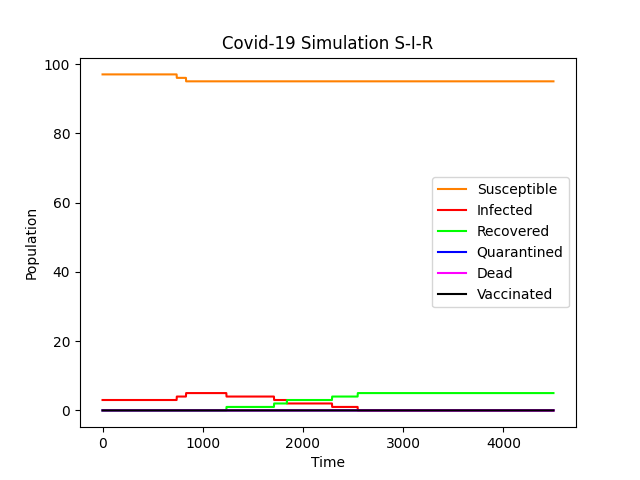 Covid-19 Simulation S-I-R
100
80
60
40
20
0
Population
Susceptible
Infected
Recovered
Quarantined
Dead
Vaccinated
0 1000 2000 3000 4000
Time